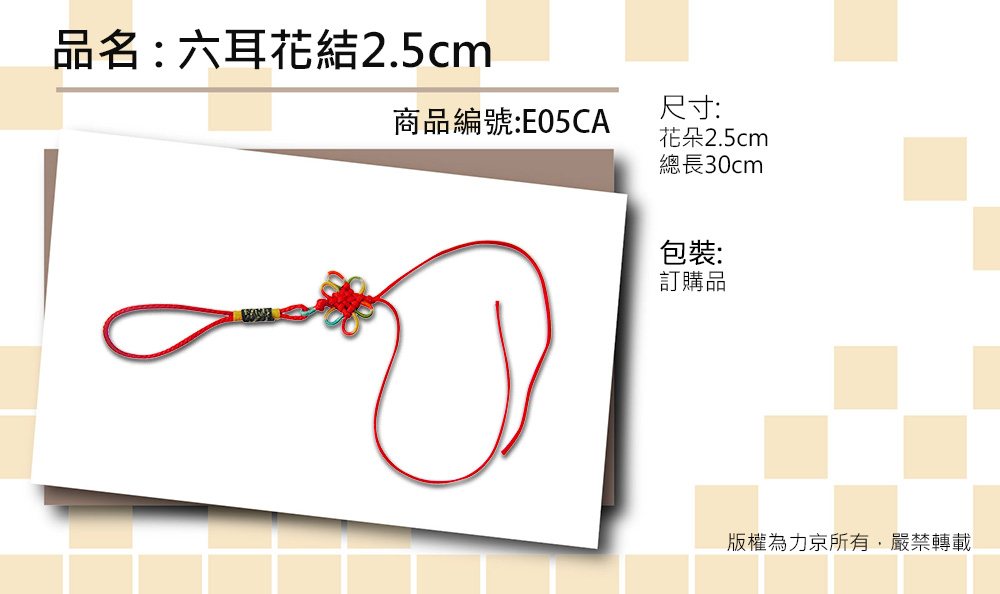 品名:六耳花結2.5cm
商品編號:E05CA
尺寸:
花朵2.5cm
總長30cm
包裝:
訂購品
版權為力京所有，嚴禁轉載